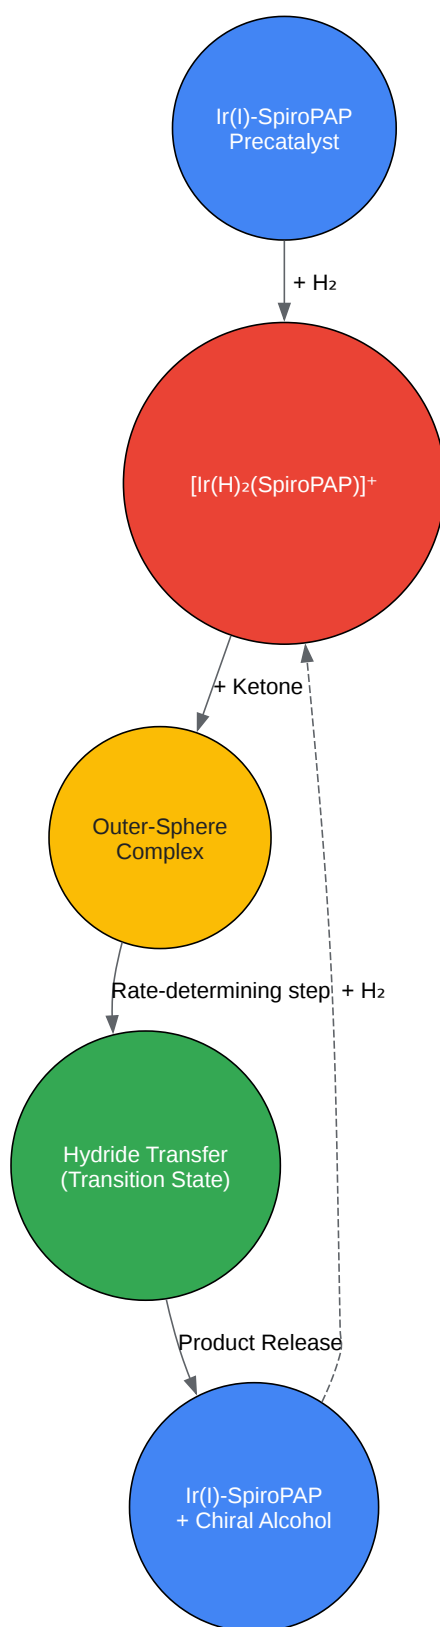 Ir(I)-SpiroPAP
Precatalyst
+ H₂
[Ir(H)₂(SpiroPAP)]⁺
+ Ketone
Outer-Sphere
Complex
Rate-determining step
+ H₂
Hydride Transfer
(Transition State)
Product Release
Ir(I)-SpiroPAP
+ Chiral Alcohol